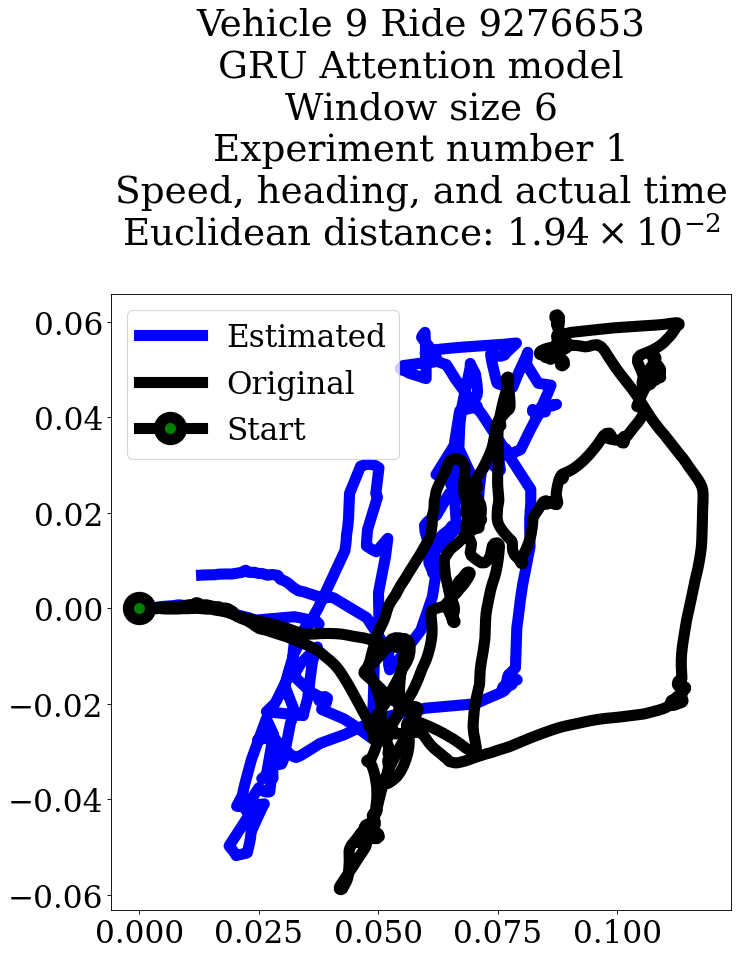 Vehicle 9 Ride 9276653
GRU Attention model
Window size 6
Experiment number 1
Speed, heading, and actual time
Euclidean distance: 1.94 × 10⁻²
Estimated
Original
Start
0.06
0.04
0.02
0.00
−0.02
−0.04
−0.06
0.000 0.025 0.050 0.075 0.100